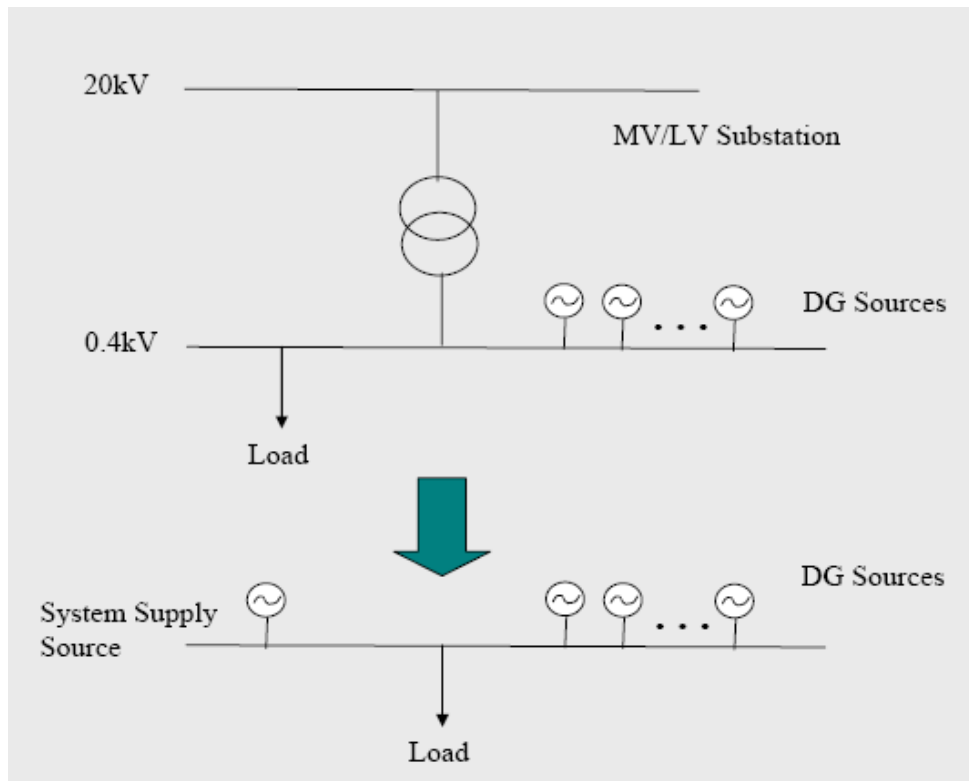 20kV
MV/LV Substation
DG Sources
0.4kV
Load
DG Sources
System Supply
Source
Load